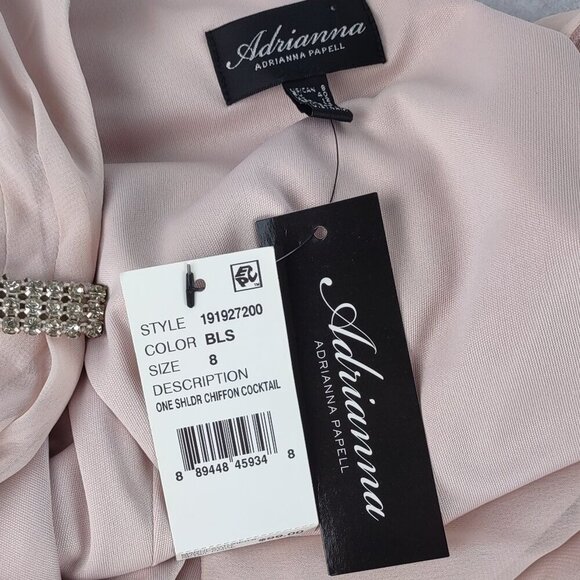 Adrianna
ADRIANNA PAPELL
STYLE 191927200
COLOR BLS
SIZE 8
DESCRIPTION
ONE SHLDR CHIFFON COCKTAIL
8 89448 45934 8
Adrianna
ADRIANNA PAPELL